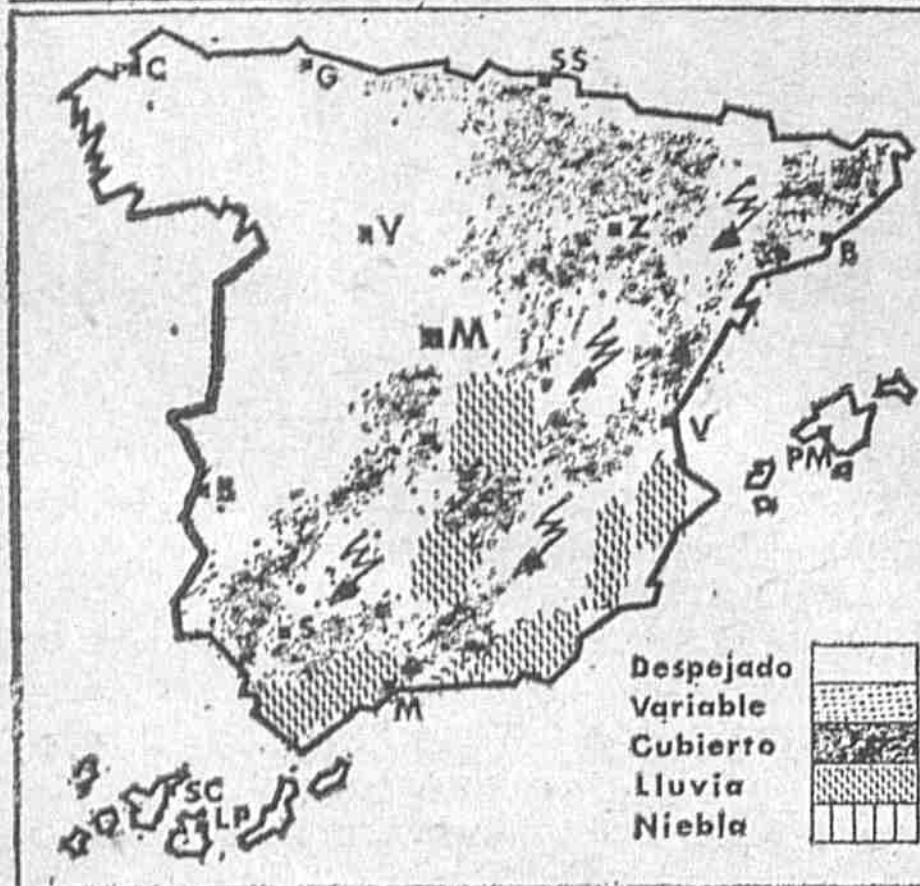 C
G
SS
V
Z
B
M
V
PM
B
S
M
SC
LP
Despejado
Variable
Cubierto
Lluvia
Niebla